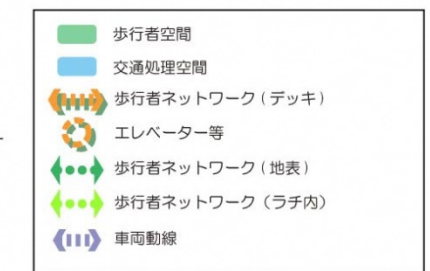 歩行者空間
交通処理空間
歩行者ネットワーク(デッキ)
エレベーター等
歩行者ネットワーク(地表)
歩行者ネットワーク(ラチ内)
車両動線